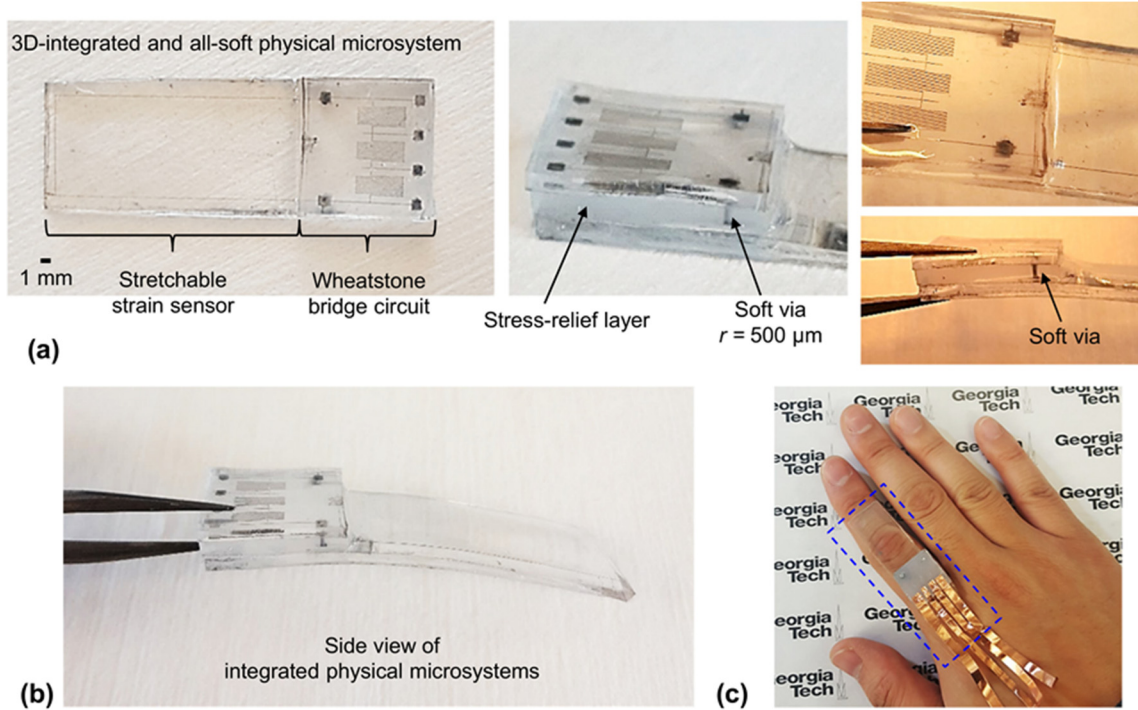 3D-integrated and all-soft physical microsystem
1 mm
Stretchable
strain sensor
Wheatstone
bridge circuit
Stress-relief layer
Soft via
r = 500 µm
Soft via
(a)
Side view of
integrated physical microsystems
(b)
Georgia
Tech
Georgia
Tech
Georgia
Tech
Georgia
Tech
Georgia
Tech
Georgia
Tech
Georgia
Tech
Georgia
Tech
(c)